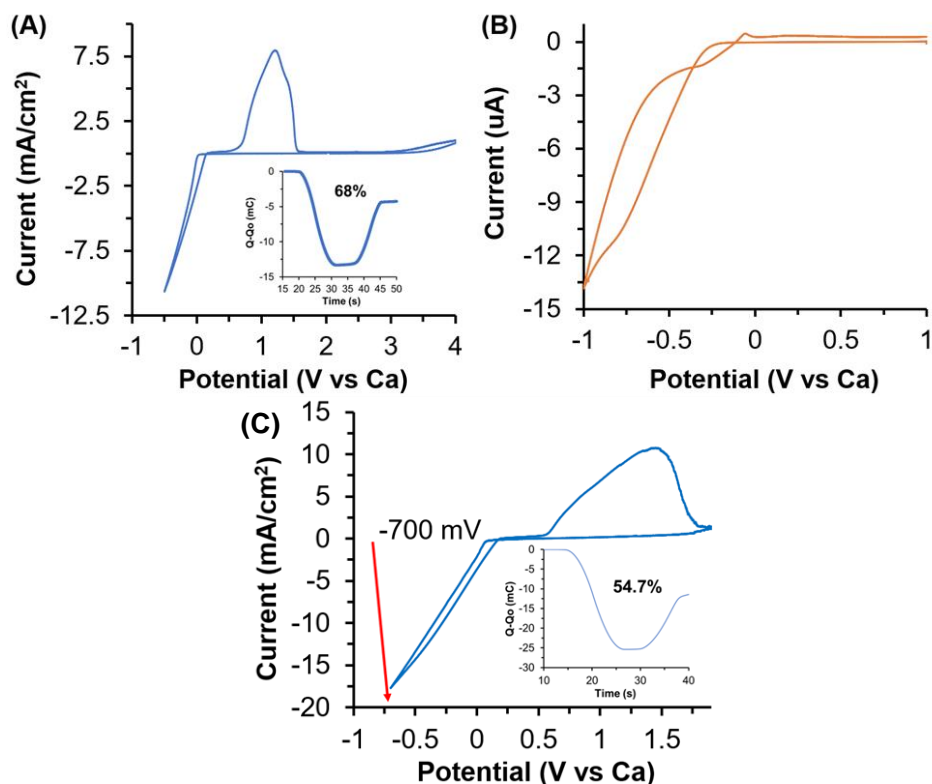 (A)
Current (mA/cm²)
7.5
2.5
-2.5
-7.5
-12.5
-1 0 1 2 3 4
Potential (V vs Ca)
68%
Q-Qo (mC)
0
-5
-10
-15
15 20 25 30 35 40 45 50
Time (s)
(B)
Current (uA)
0
-3
-6
-9
-12
-15
-1 -0.5 0 0.5 1
Potential (V vs Ca)
(C)
Current (mA/cm²)
15
10
5
0
-5
-10
-15
-20
-1 -0.5 0 0.5 1 1.5
Potential (V vs Ca)
-700 mV
54.7%
Q-Qo (mC)
0
-5
-10
-15
-20
-25
-30
10 20 30 40
Time (s)